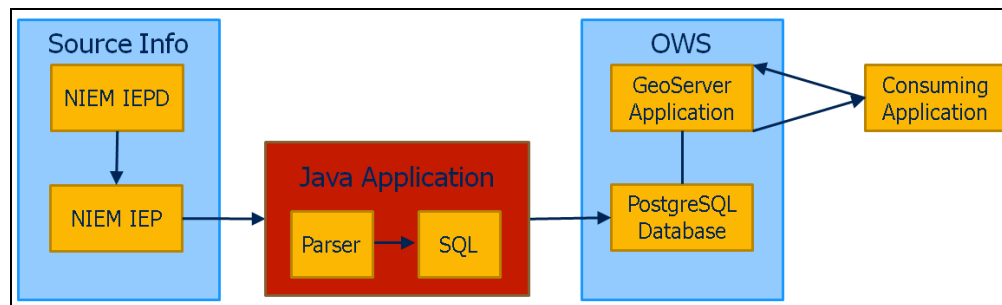 Source Info
NIEM IEPD
NIEM IEP
Java Application
Parser
SQL
OWS
GeoServer
Application
PostgreSQL
Database
Consuming
Application